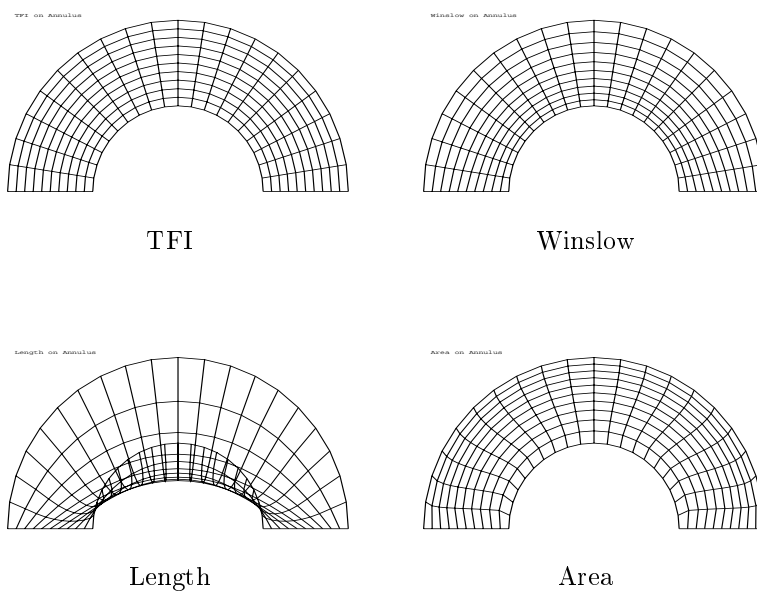 TFI on Annulus
Winslow on Annulus
TFI
Winslow
Length on Annulus
Area on Annulus
Length
Area